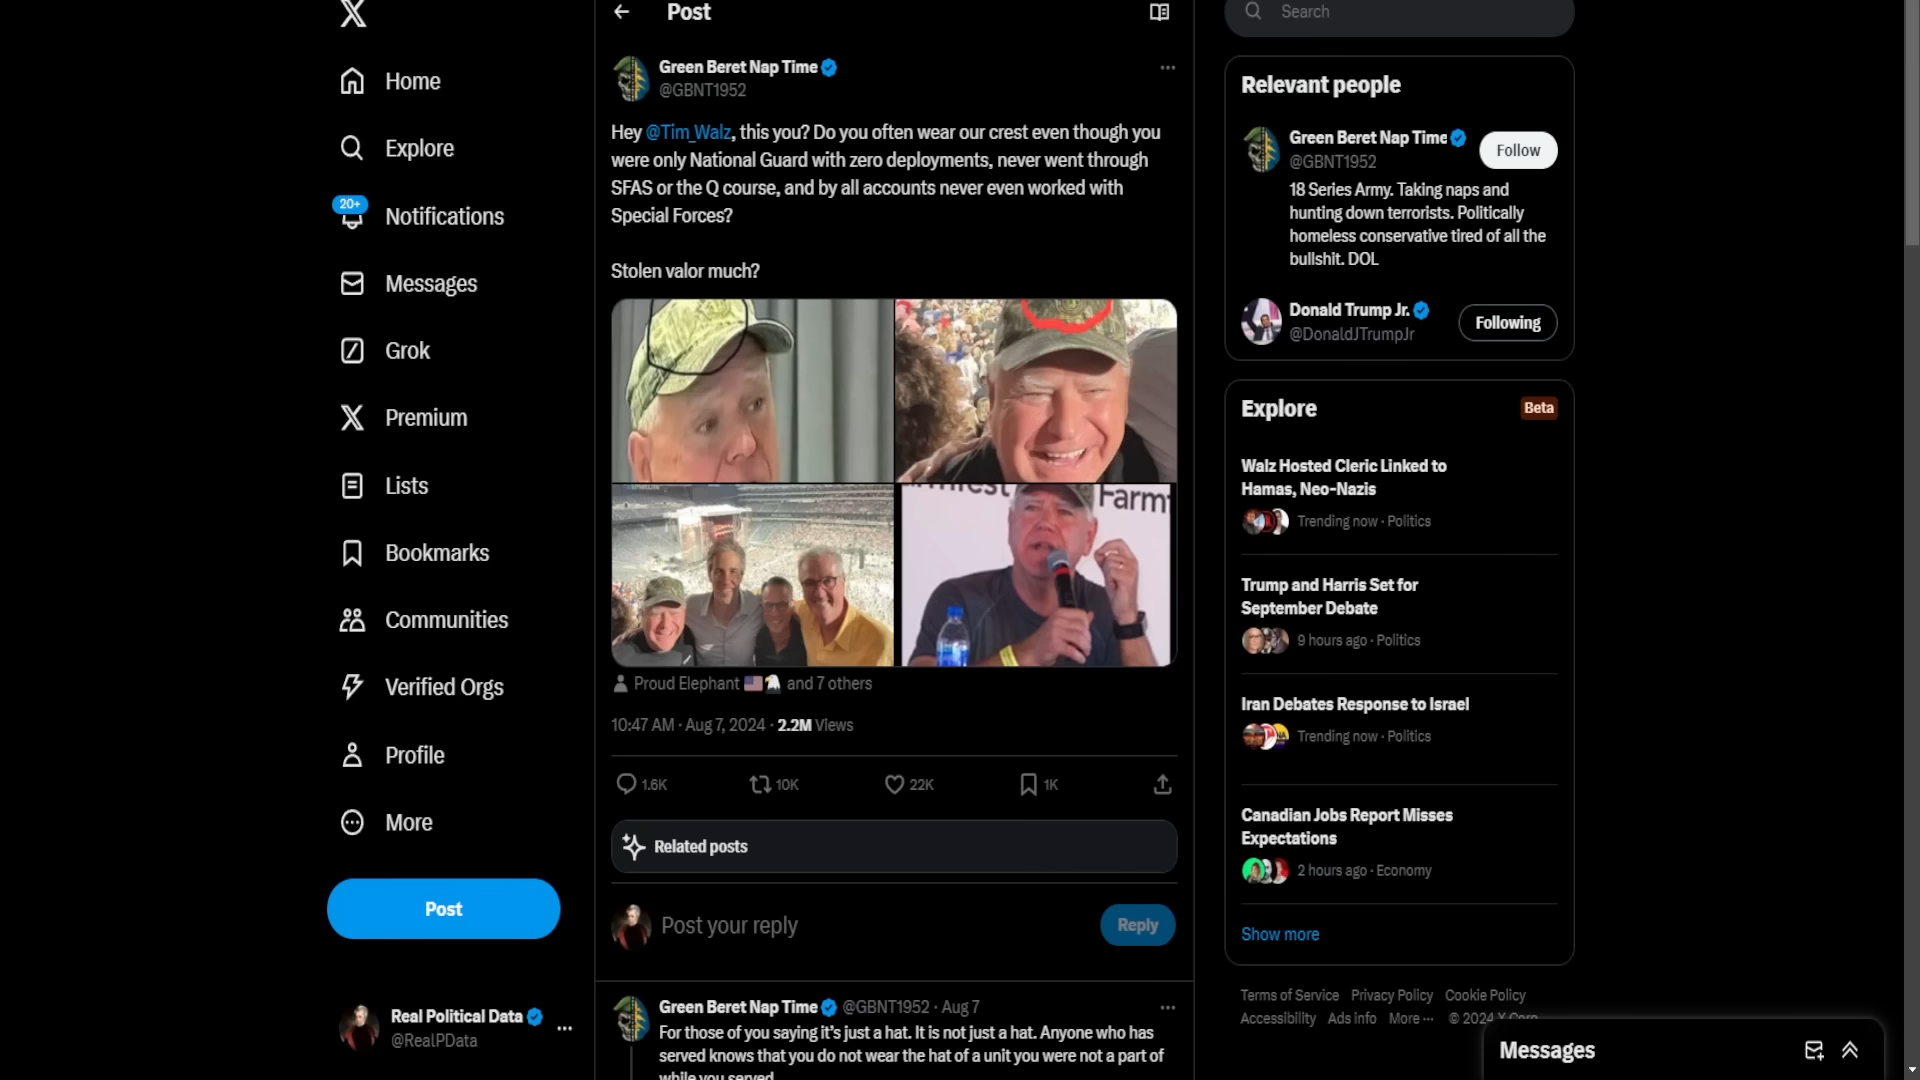 Home
Explore
20+
Notifications
Messages
Grok
Premium
Lists
Bookmarks
Communities
Verified Orgs
Profile
More
Post
Real Political Data
@RealPData
Post
Green Beret Nap Time
@GBNT1952
Hey @Tim_Walz, this you? Do you often wear our crest even though you
were only National Guard with zero deployments, never went through
SFAS or the Q course, and by all accounts never even worked with
Special Forces?
Stolen valor much?
Farm
Proud Elephant 🇺🇸🦅 and 7 others
10:47 AM · Aug 7, 2024 · 2.2M Views
1.6K 10K 22K 1K
Related posts
Post your reply
Reply
Green Beret Nap Time @GBNT1952 · Aug 7
For those of you saying it's just a hat. It is not just a hat. Anyone who has
served knows that you do not wear the hat of a unit you were not a part of
while you served
Search
Relevant people
Green Beret Nap Time
@GBNT1952
Follow
18 Series Army. Taking naps and
hunting down terrorists. Politically
homeless conservative tired of all the
bullshit. DOL
Donald Trump Jr.
@DonaldJTrumpJr
Following
Explore
Beta
Walz Hosted Cleric Linked to
Hamas, Neo-Nazis
Trending now · Politics
Trump and Harris Set for
September Debate
9 hours ago · Politics
Iran Debates Response to Israel
Trending now · Politics
Canadian Jobs Report Misses
Expectations
2 hours ago · Economy
Show more
Terms of Service Privacy Policy Cookie Policy
Accessibility Ads info More ··· © 2024 X Corp
Messages